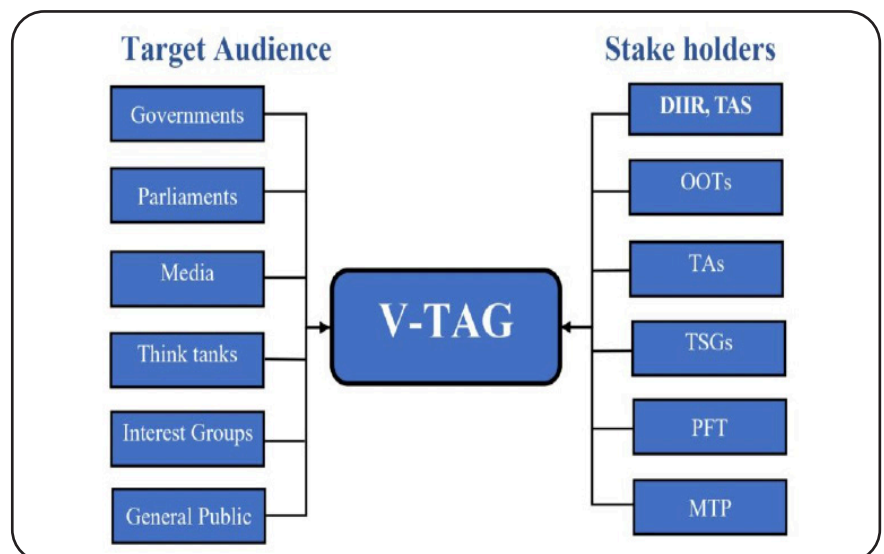 Target Audience
Governments
Parliaments
Media
Think tanks
Interest Groups
General Public
V-TAG
Stake holders
DIIR, TAS
OOTs
TAs
TSGs
PFT
MTP